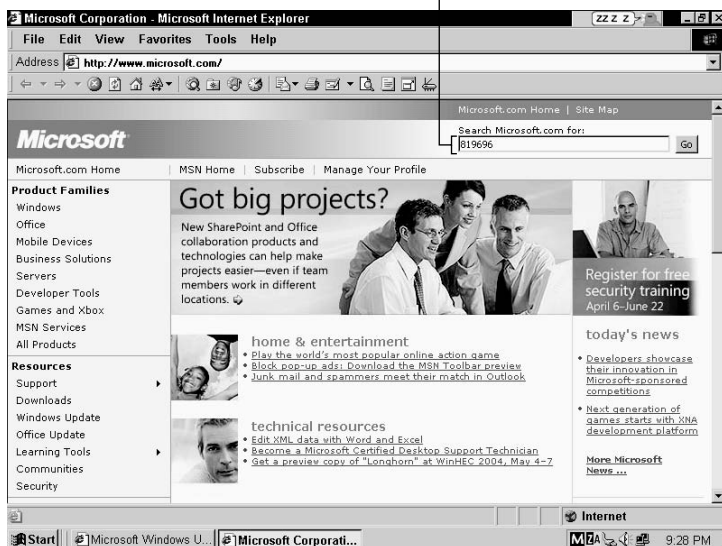 Microsoft Corporation - Microsoft Internet Explorer
zz z z
File Edit View Favorites Tools Help
Address http://www.microsoft.com/
Microsoft.com Home | Site Map
Microsoft
Search Microsoft.com for:
819696 Go
Microsoft.com Home | MSN Home | Subscribe | Manage Your Profile
Product Families
Windows
Office
Mobile Devices
Business Solutions
Servers
Developer Tools
Games and Xbox
MSN Services
All Products
Resources
Support
Downloads
Windows Update
Office Update
Learning Tools
Communities
Security
Got big projects?
New SharePoint and Office
collaboration products and
technologies can help make
projects easier—even if team
members work in different
locations.
Register for free
security training
April 6–June 22
home & entertainment
• Play the world's most popular online action game
• Block pop-up ads: Download the MSN Toolbar preview
• Junk mail and spammers meet their match in Outlook
technical resources
• Edit XML data with Word and Excel
• Become a Microsoft Certified Desktop Support Technician
• Get a preview copy of "Longhorn" at WinHEC 2004, May 4–7
today's news
• Developers showcase
their innovation in
Microsoft-sponsored
competitions
• Next generation of
games starts with XNA
development platform
More Microsoft
News ...
Internet
Start Microsoft Windows U... Microsoft Corporati... 9:28 PM